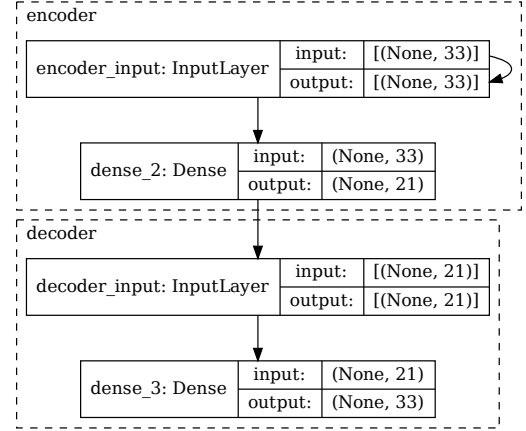 encoder
encoder_input: InputLayer
input: [(None, 33)]
output: [(None, 33)]
dense_2: Dense
input: (None, 33)
output: (None, 21)
decoder
decoder_input: InputLayer
input: [(None, 21)]
output: [(None, 21)]
dense_3: Dense
input: (None, 21)
output: (None, 33)